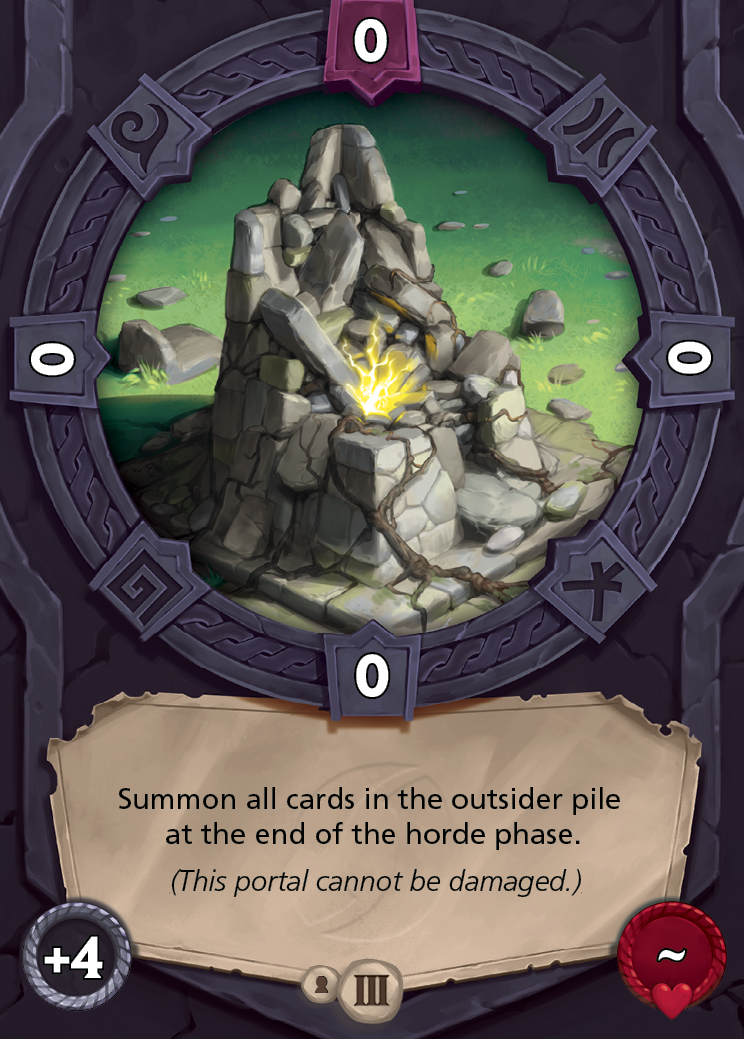 0
0
0
0
Summon all cards in the outsider pile
at the end of the horde phase.
(This portal cannot be damaged.)
+4
~
III